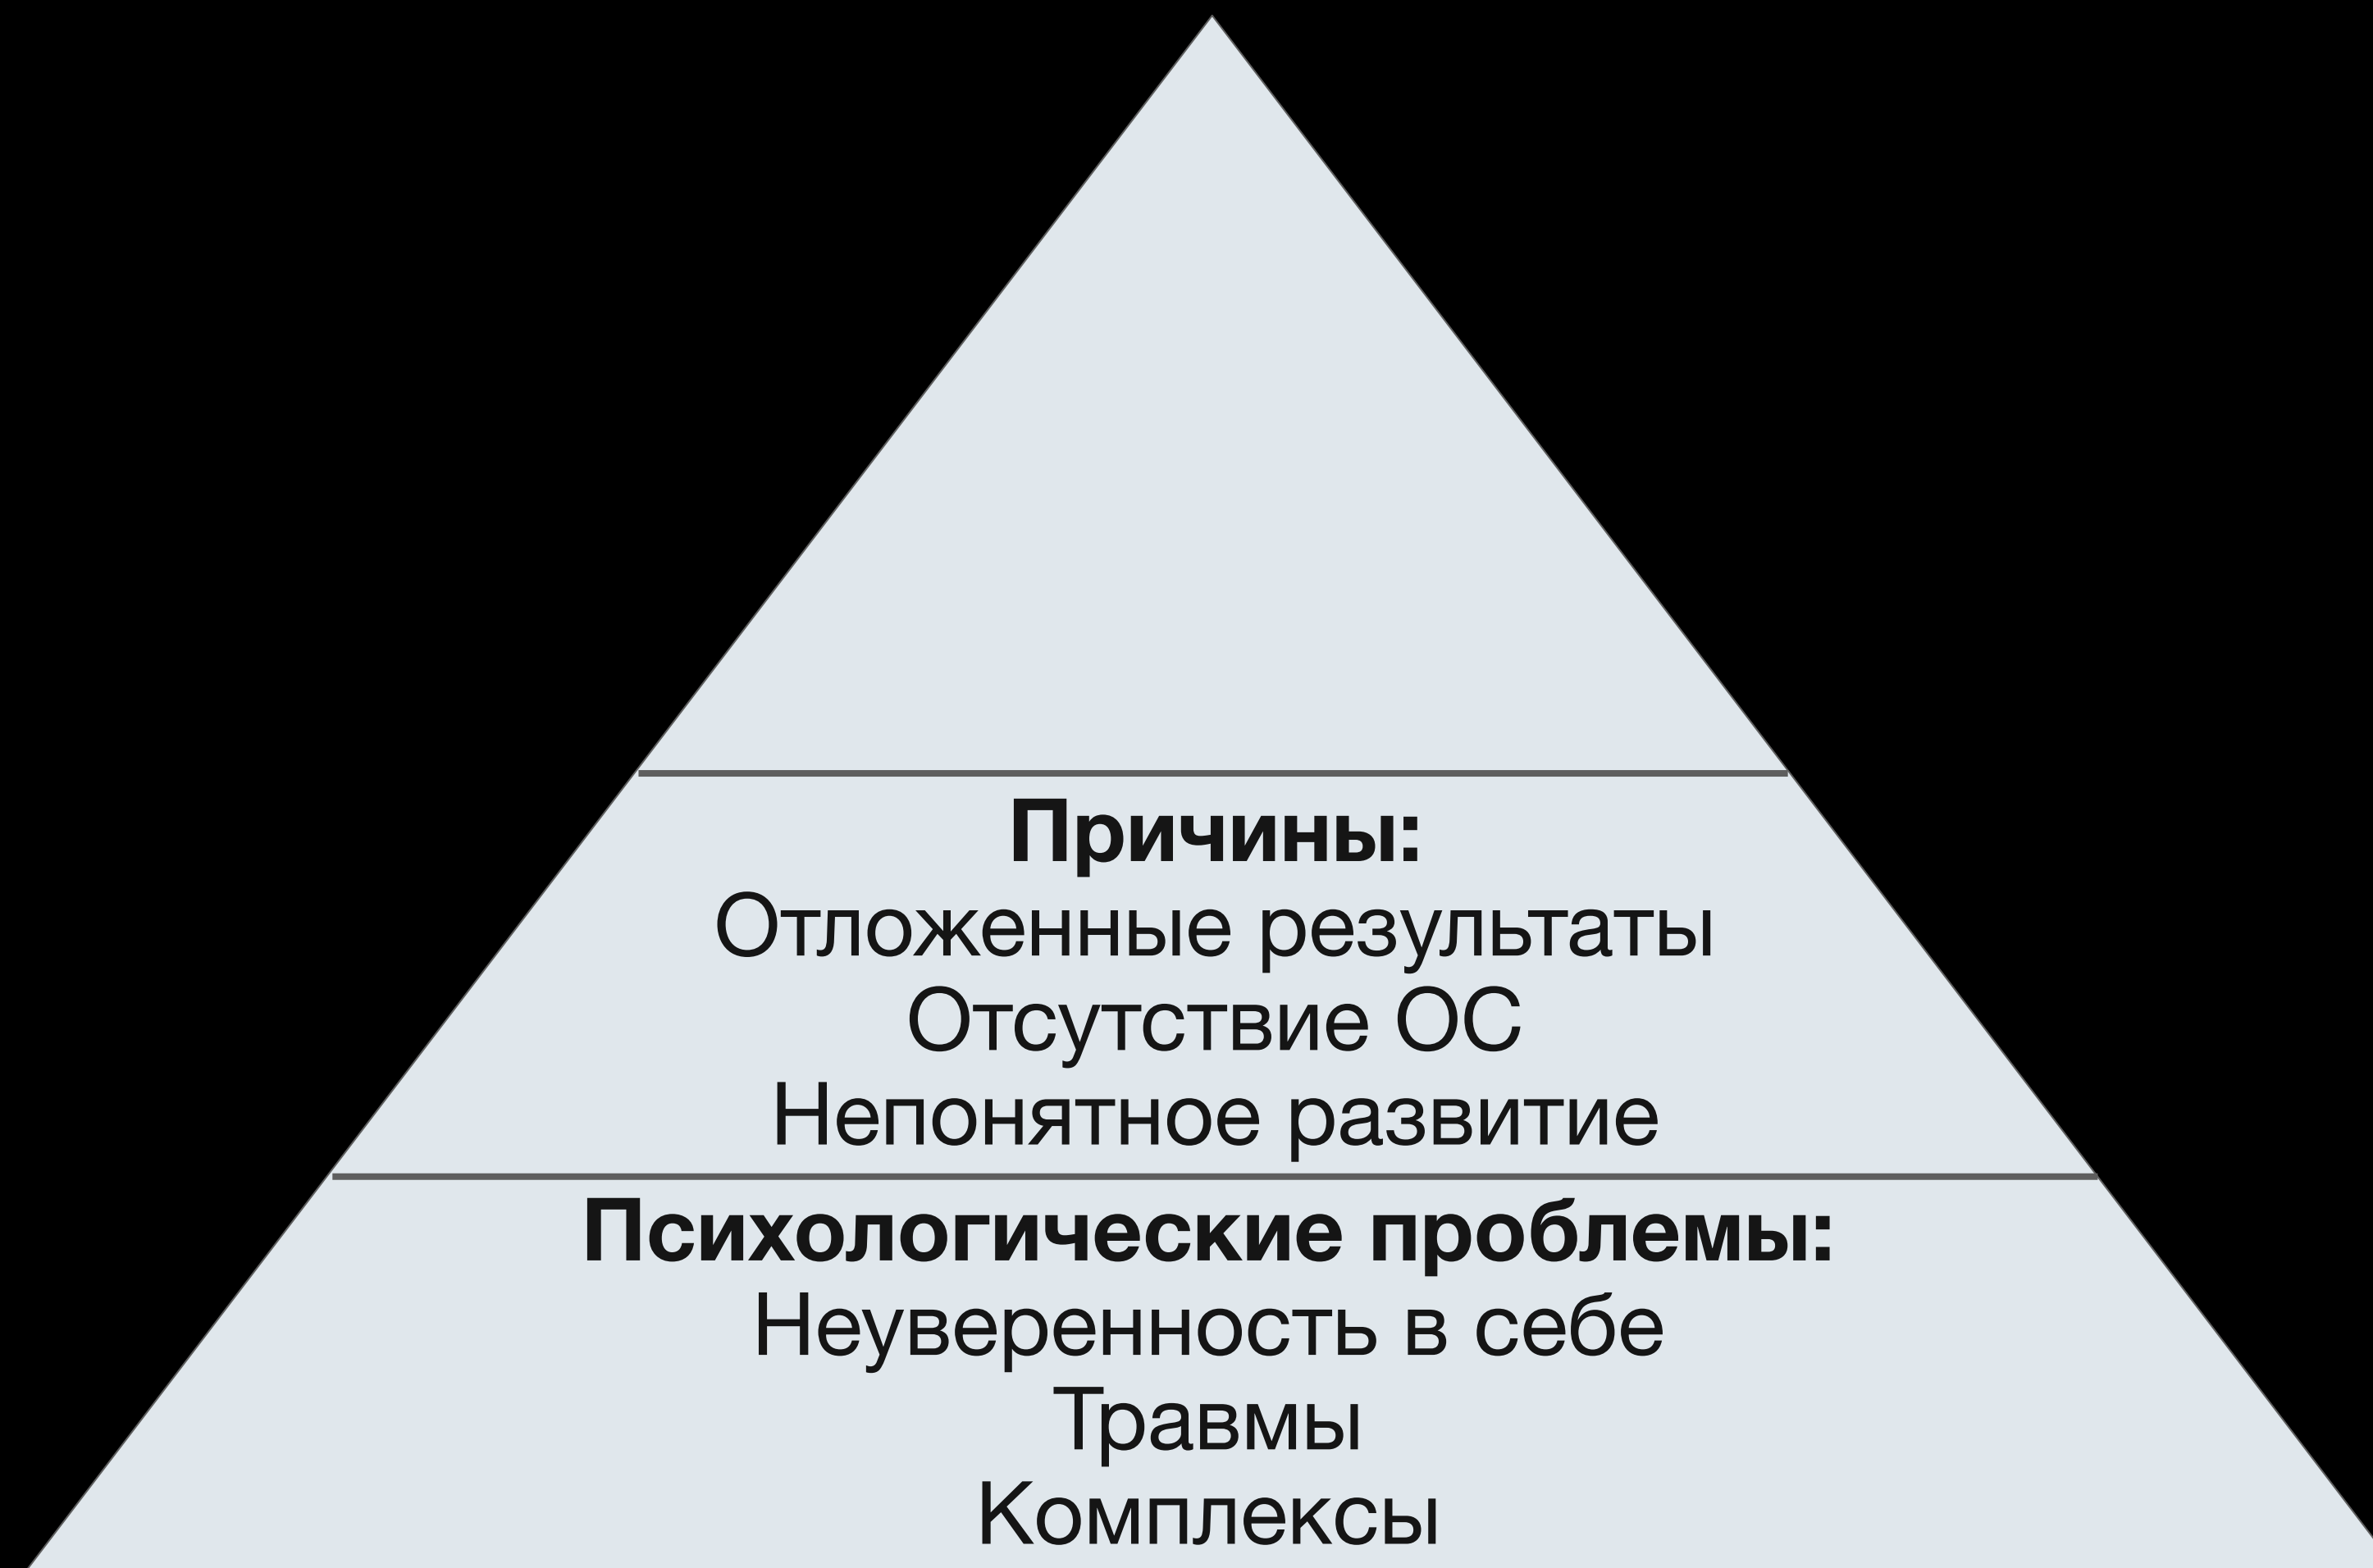 Причины:
Отложенные результаты
Отсутствие ОС
Непонятное развитие
Психологические проблемы:
Неуверенность в себе
Травмы
Комплексы